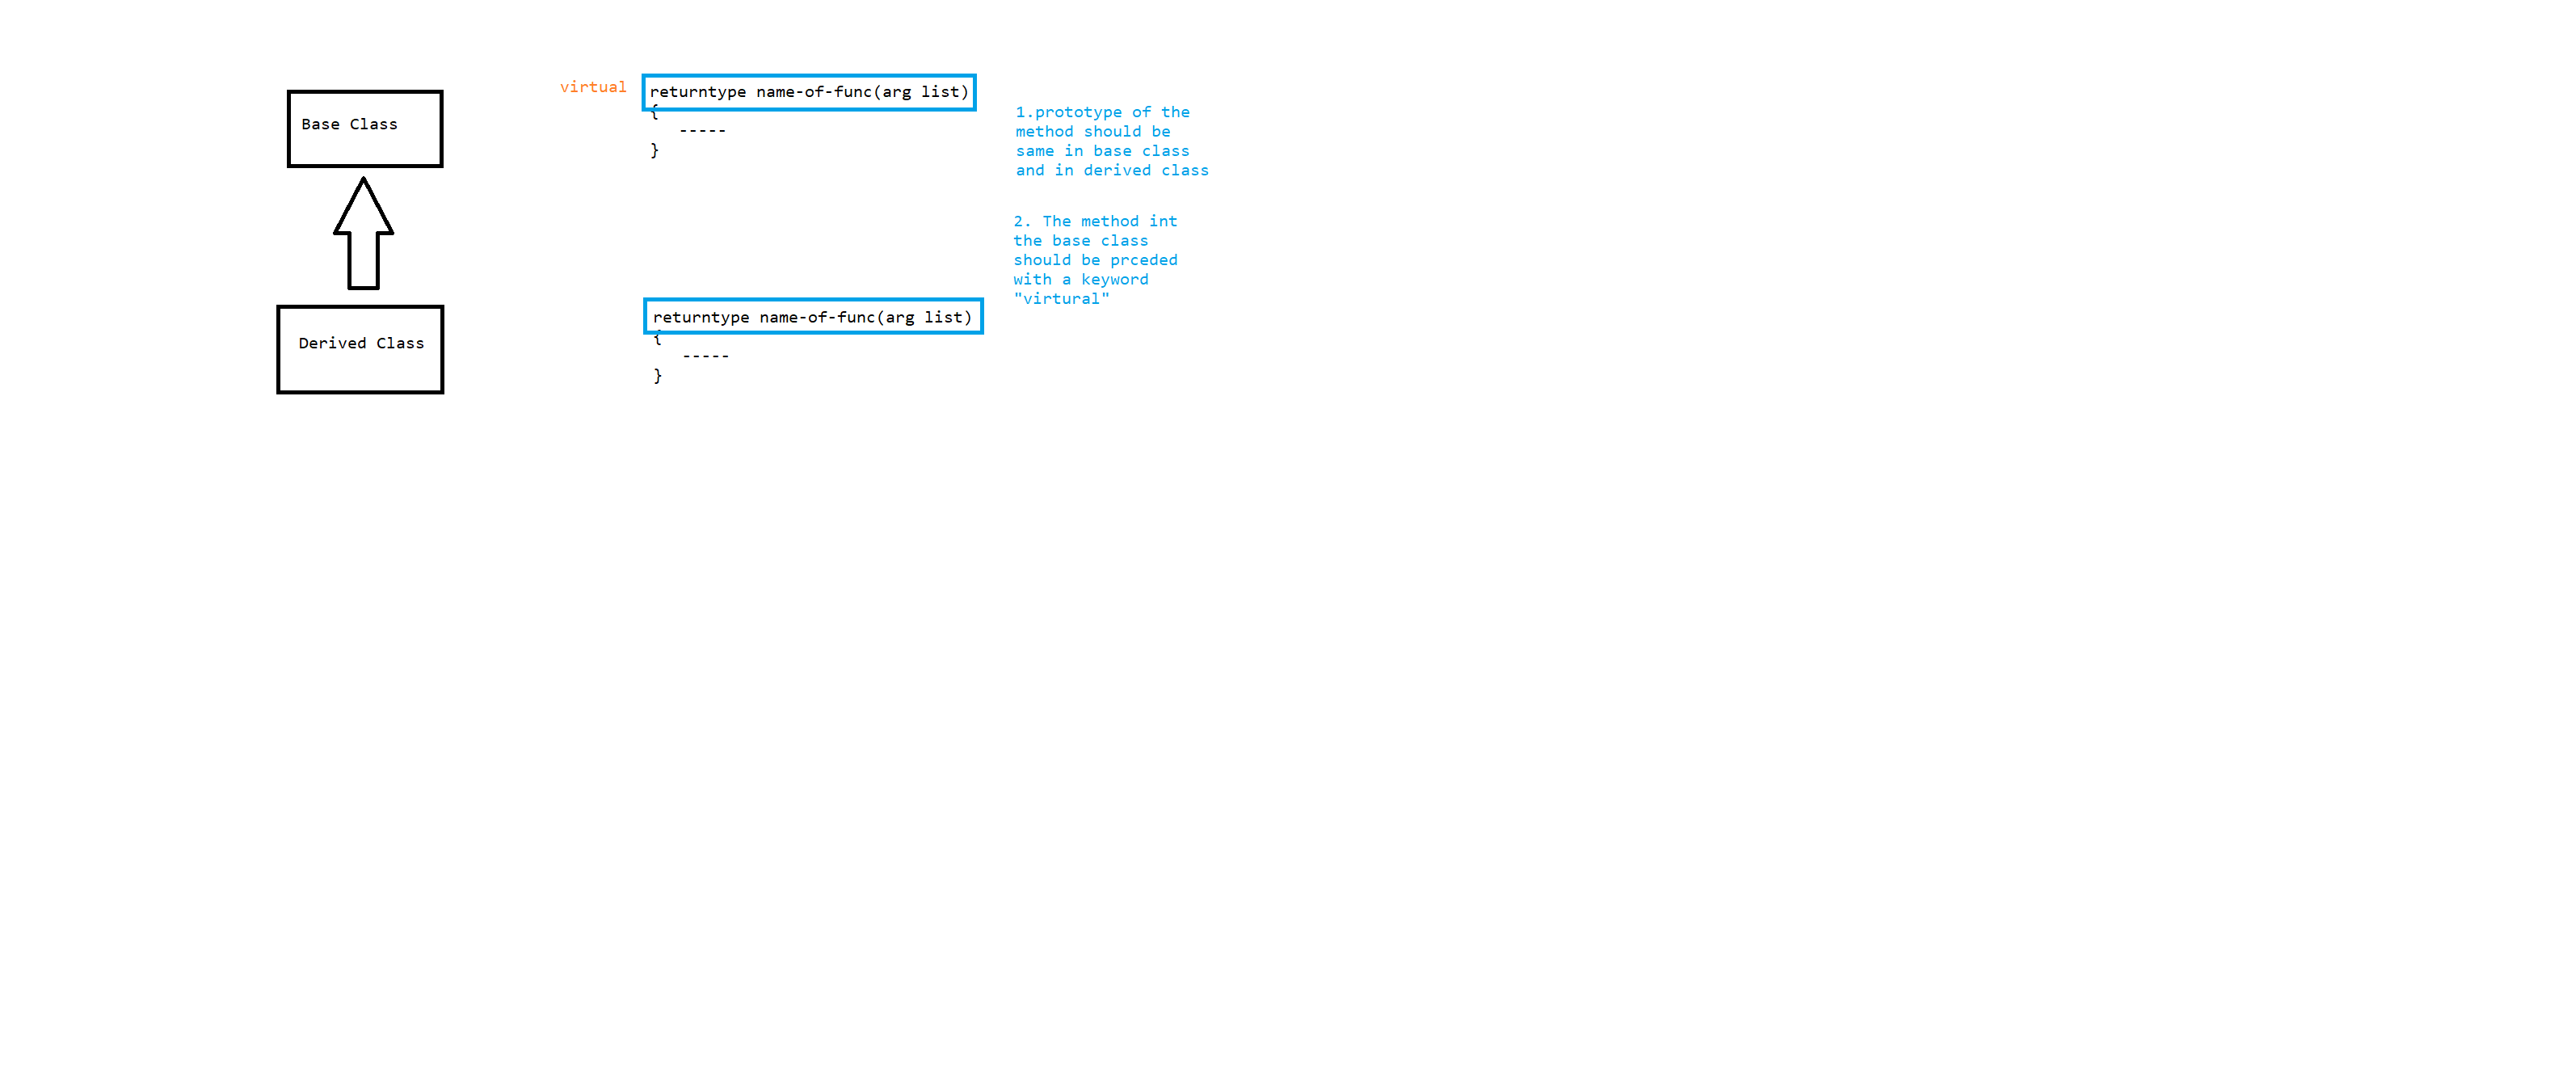 Base Class
virtual
returntype name-of-func(arg list)
{
-----
}
1.prototype of the
method should be
same in base class
and in derived class
2. The method int
the base class
should be prceded
with a keyword
"virtural"
Derived Class
returntype name-of-func(arg list)
{
-----
}